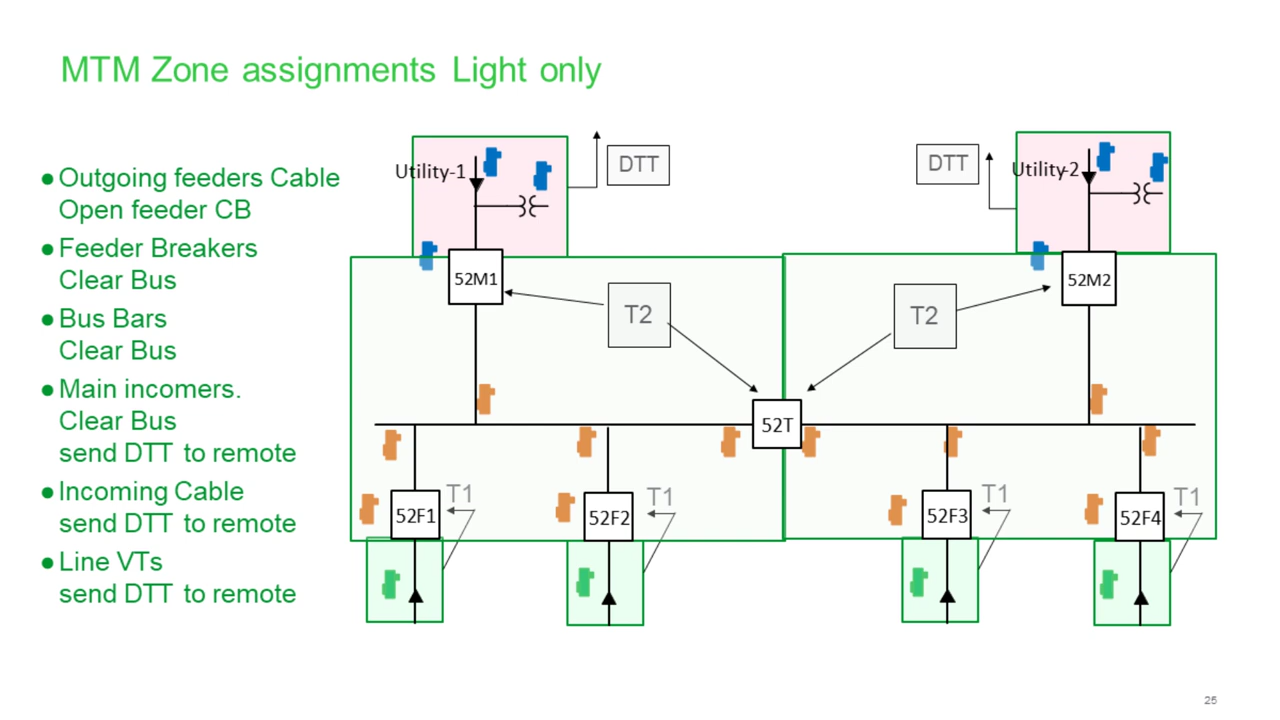 MTM Zone assignments Light only
● Outgoing feeders Cable
Open feeder CB
● Feeder Breakers
Clear Bus
● Bus Bars
Clear Bus
● Main incomers.
Clear Bus
send DTT to remote
● Incoming Cable
send DTT to remote
● Line VTs
send DTT to remote
Utility-1
DTT
DTT
Utility-2
52M1
T2
T2
52M2
52T
52F1
T1
52F2
T1
52F3
T1
52F4
T1
25